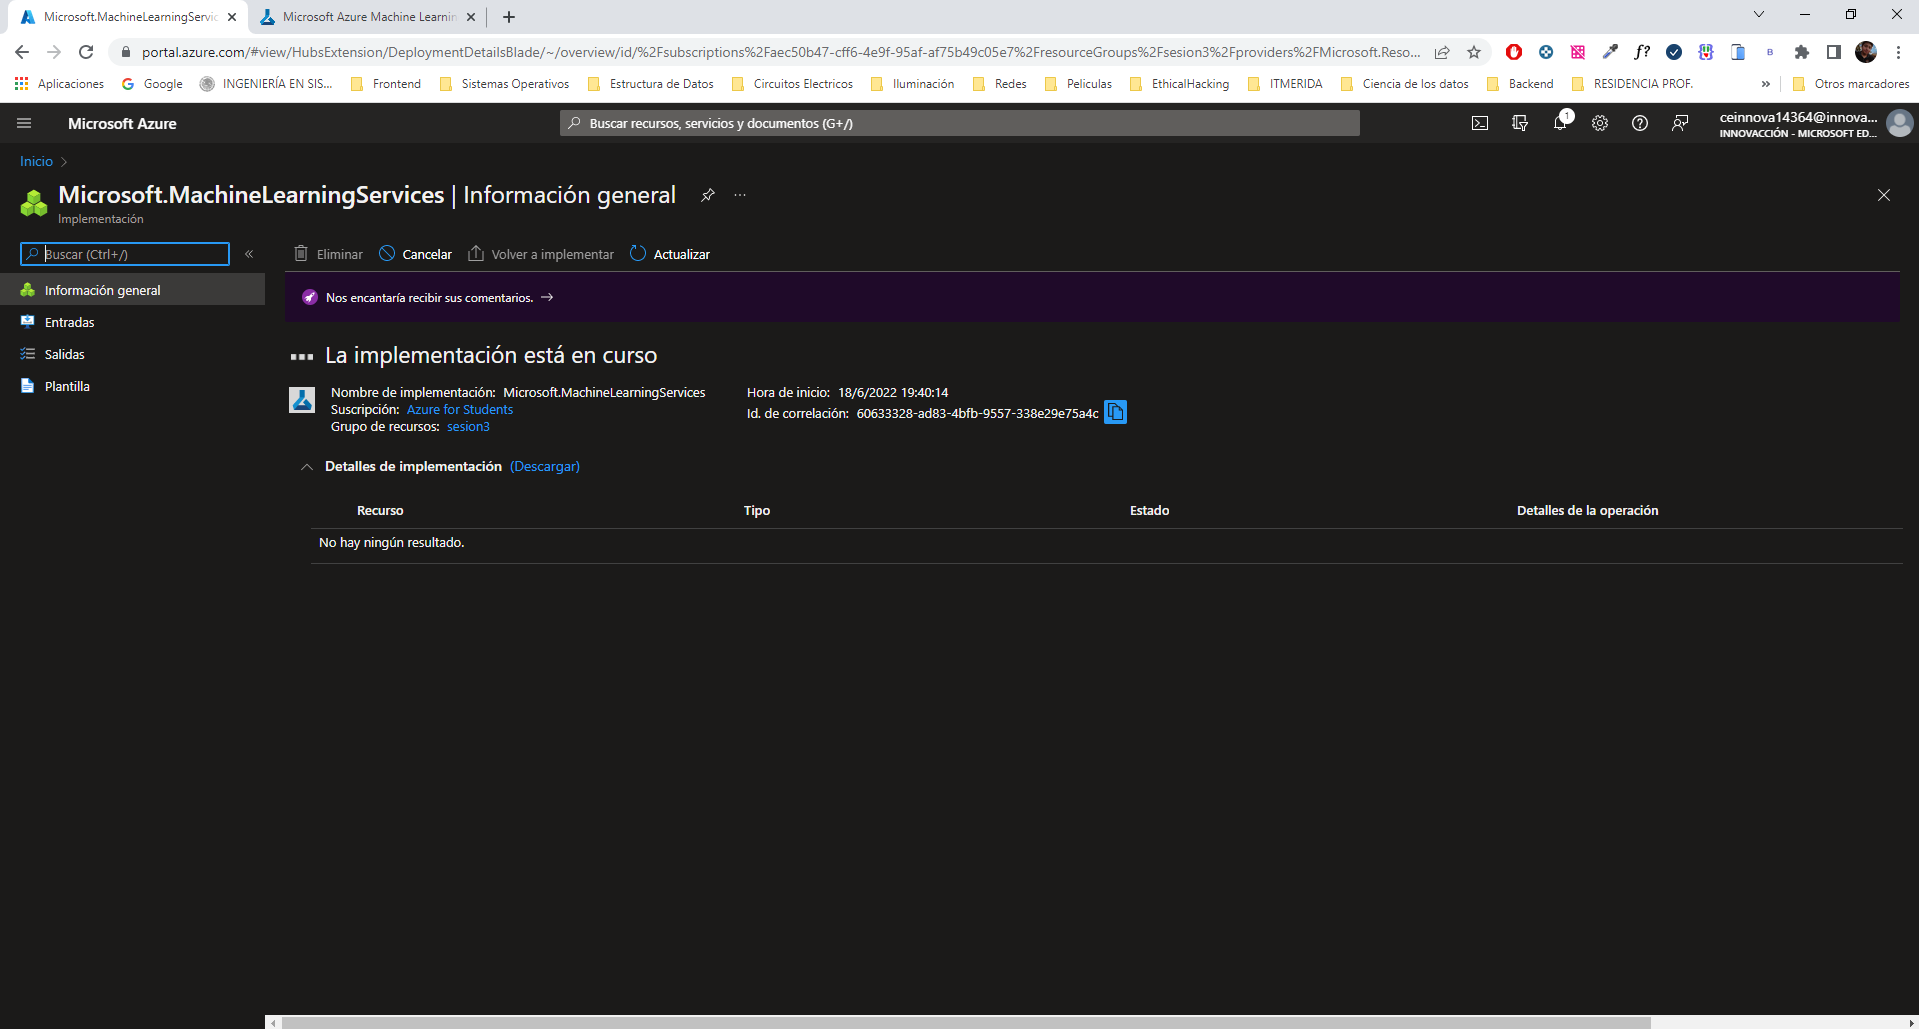 Microsoft.MachineLearningServic
Microsoft Azure Machine Learnin
portal.azure.com/#view/HubsExtension/DeploymentDetailsBlade/~/overview/id/%2Fsubscriptions%2Faec50b47-cff6-4e9f-95af-af75b49c05e7%2FresourceGroups%2Fsesion3%2Fproviders%2FMicrosoft.Reso...
f?
B
Aplicaciones
Google
INGENIERÍA EN SIS...
Frontend
Sistemas Operativos
Estructura de Datos
Circuitos Electricos
Iluminación
Redes
Peliculas
EthicalHacking
ITMERIDA
Ciencia de los datos
Backend
RESIDENCIA PROF.
»
Otros marcadores
Microsoft Azure
Buscar recursos, servicios y documentos (G+/)
1
ceinnova14364@innova...
INNOVACCIÓN - MICROSOFT ED...
Inicio
Microsoft.MachineLearningServices | Información general
...
Implementación
Buscar (Ctrl+/)
«
Eliminar
Cancelar
Volver a implementar
Actualizar
Información general
Entradas
Salidas
Plantilla
Nos encantaría recibir sus comentarios. →
La implementación está en curso
Nombre de implementación: Microsoft.MachineLearningServices
Suscripción: Azure for Students
Grupo de recursos: sesion3
Hora de inicio: 18/6/2022 19:40:14
Id. de correlación: 60633328-ad83-4bfb-9557-338e29e75a4c
Detalles de implementación (Descargar)
Recurso
Tipo
Estado
Detalles de la operación
No hay ningún resultado.